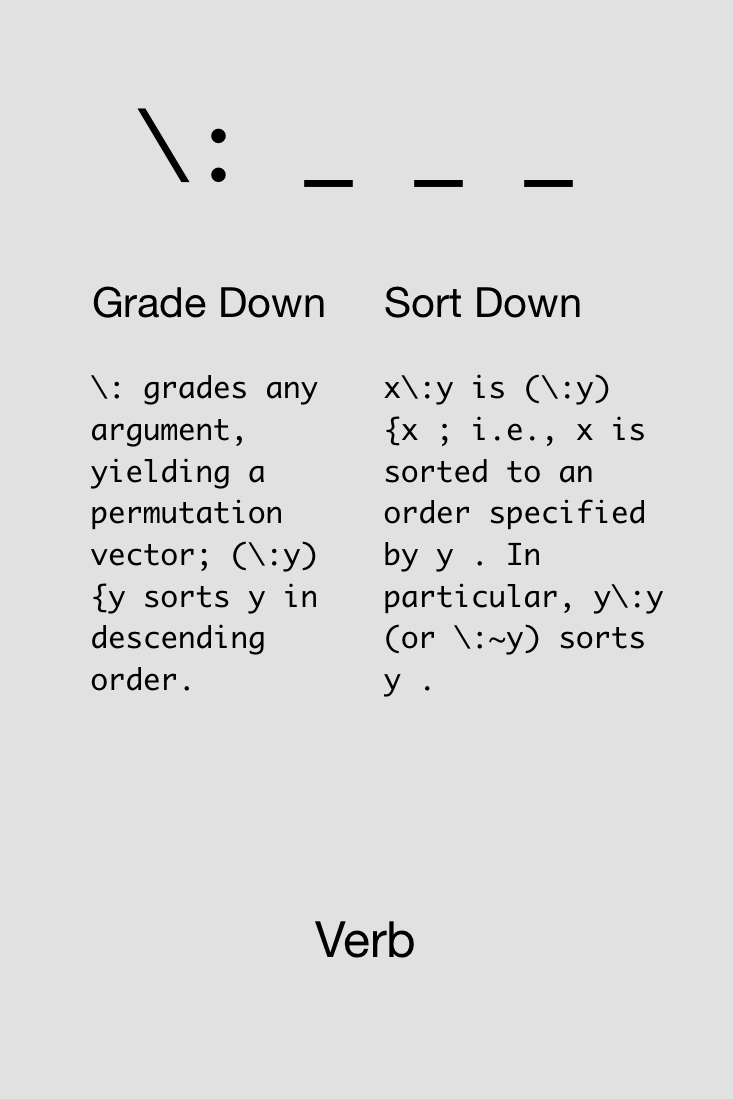 \: _ _ _
Grade Down
\: grades any
argument,
yielding a
permutation
vector; (\:y)
{y sorts y in
descending
order.
Sort Down
x\:y is (\:y)
{x ; i.e., x is
sorted to an
order specified
by y . In
particular, y\:y
(or \:~y) sorts
y .
Verb